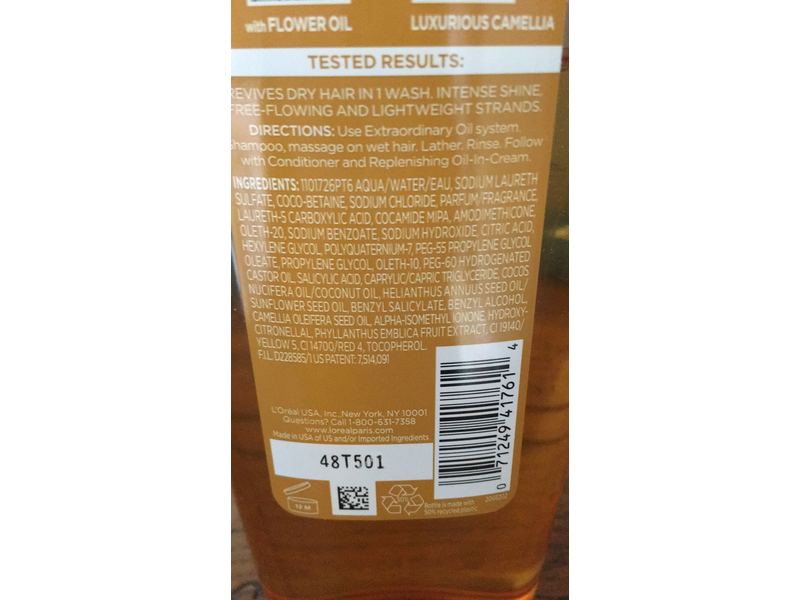 with FLOWER OIL
LUXURIOUS CAMELLIA
TESTED RESULTS:
REVIVES DRY HAIR IN 1 WASH. INTENSE SHINE,
FREE-FLOWING AND LIGHTWEIGHT STRANDS.
DIRECTIONS: Use Extraordinary Oil system.
Shampoo, massage on wet hair. Lather. Rinse. Follow
with Conditioner and Replenishing Oil-In-Cream.
INGREDIENTS: 1101726PT6 AQUA/WATER/EAU, SODIUM LAURETH
SULFATE, COCO-BETAINE, SODIUM CHLORIDE, PARFUM/FRAGRANCE,
LAURETH-5 CARBOXYLIC ACID, COCAMIDE MIPA, AMODIMETHICONE,
OLETH-20, SODIUM BENZOATE, SODIUM HYDROXIDE, CITRIC ACID,
HEXYLENE GLYCOL, POLYQUATERNIUM-7, PEG-55 PROPYLENE GLYCOL
OLEATE, PROPYLENE GLYCOL, OLETH-10, PEG-60 HYDROGENATED
CASTOR OIL, SALICYLIC ACID, CAPRYLIC/CAPRIC TRIGLYCERIDE, COCOS
NUCIFERA OIL/COCONUT OIL, HELIANTHUS ANNUUS SEED OIL/
SUNFLOWER SEED OIL, BENZYL SALICYLATE, BENZYL ALCOHOL,
CAMELLIA OLEIFERA SEED OIL, ALPHA-ISOMETHYL IONONE, HYDROXY-
CITRONELLAL, PHYLLANTHUS EMBLICA FRUIT EXTRACT, CI 19140/
YELLOW 5, CI 14700/RED 4, TOCOPHEROL.
F.I.L. D228585/1 US PATENT: 7,514,091
L'Oréal USA, Inc., New York, NY 10001
Questions? Call 1-800-631-7358
www.lorealparis.com
Made in USA of US and/or Imported Ingredients
48T501
0 71249 41761 4
12 M
50%
Bottle is made with
50% recycled plastic